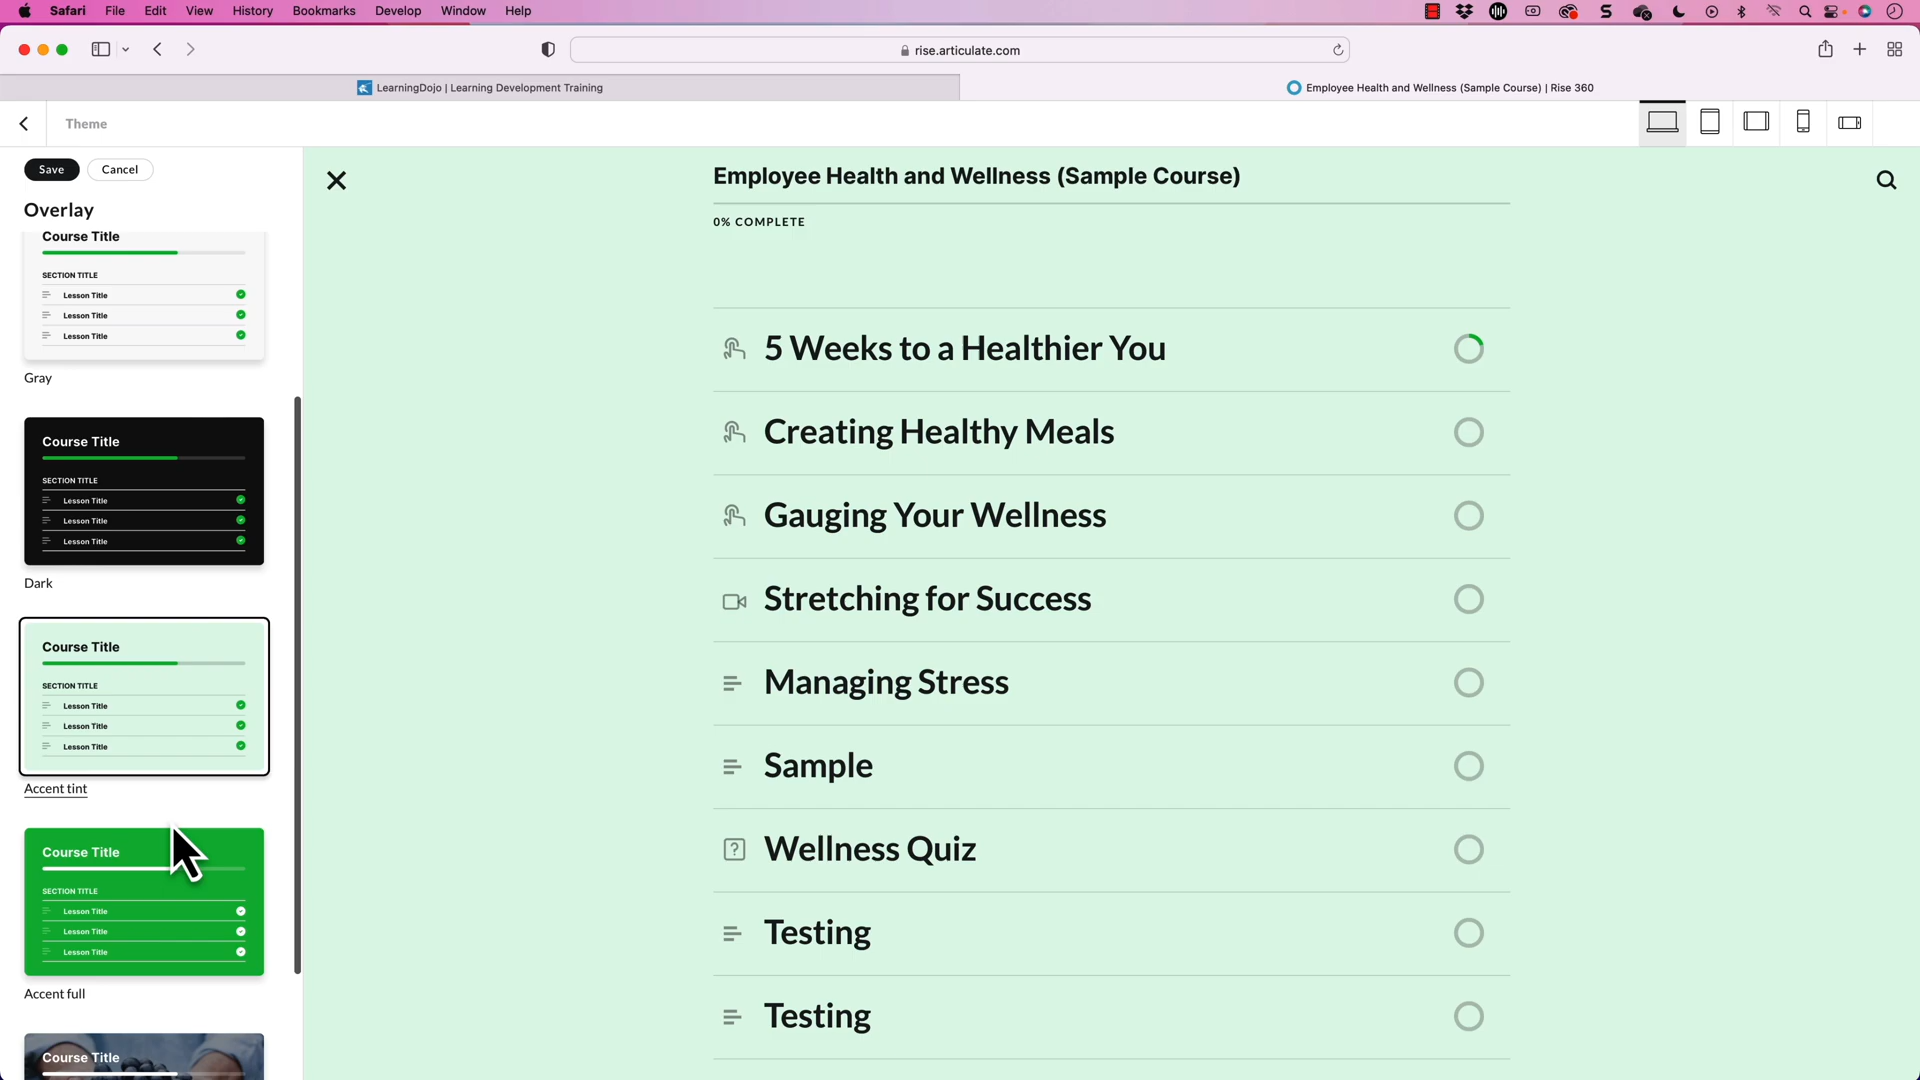 Safari File Edit View History Bookmarks Develop Window Help
rise.articulate.com
LearningDojo | Learning Development Training
Employee Health and Wellness (Sample Course) | Rise 360
Theme
Save
Cancel
Overlay
Course Title
SECTION TITLE
Lesson Title
Lesson Title
Lesson Title
Gray
Course Title
SECTION TITLE
Lesson Title
Lesson Title
Lesson Title
Dark
Course Title
SECTION TITLE
Lesson Title
Lesson Title
Lesson Title
Accent tint
Course Title
SECTION TITLE
Lesson Title
Lesson Title
Lesson Title
Accent full
Course Title
Employee Health and Wellness (Sample Course)
0% COMPLETE
5 Weeks to a Healthier You
Creating Healthy Meals
Gauging Your Wellness
Stretching for Success
Managing Stress
Sample
Wellness Quiz
Testing
Testing